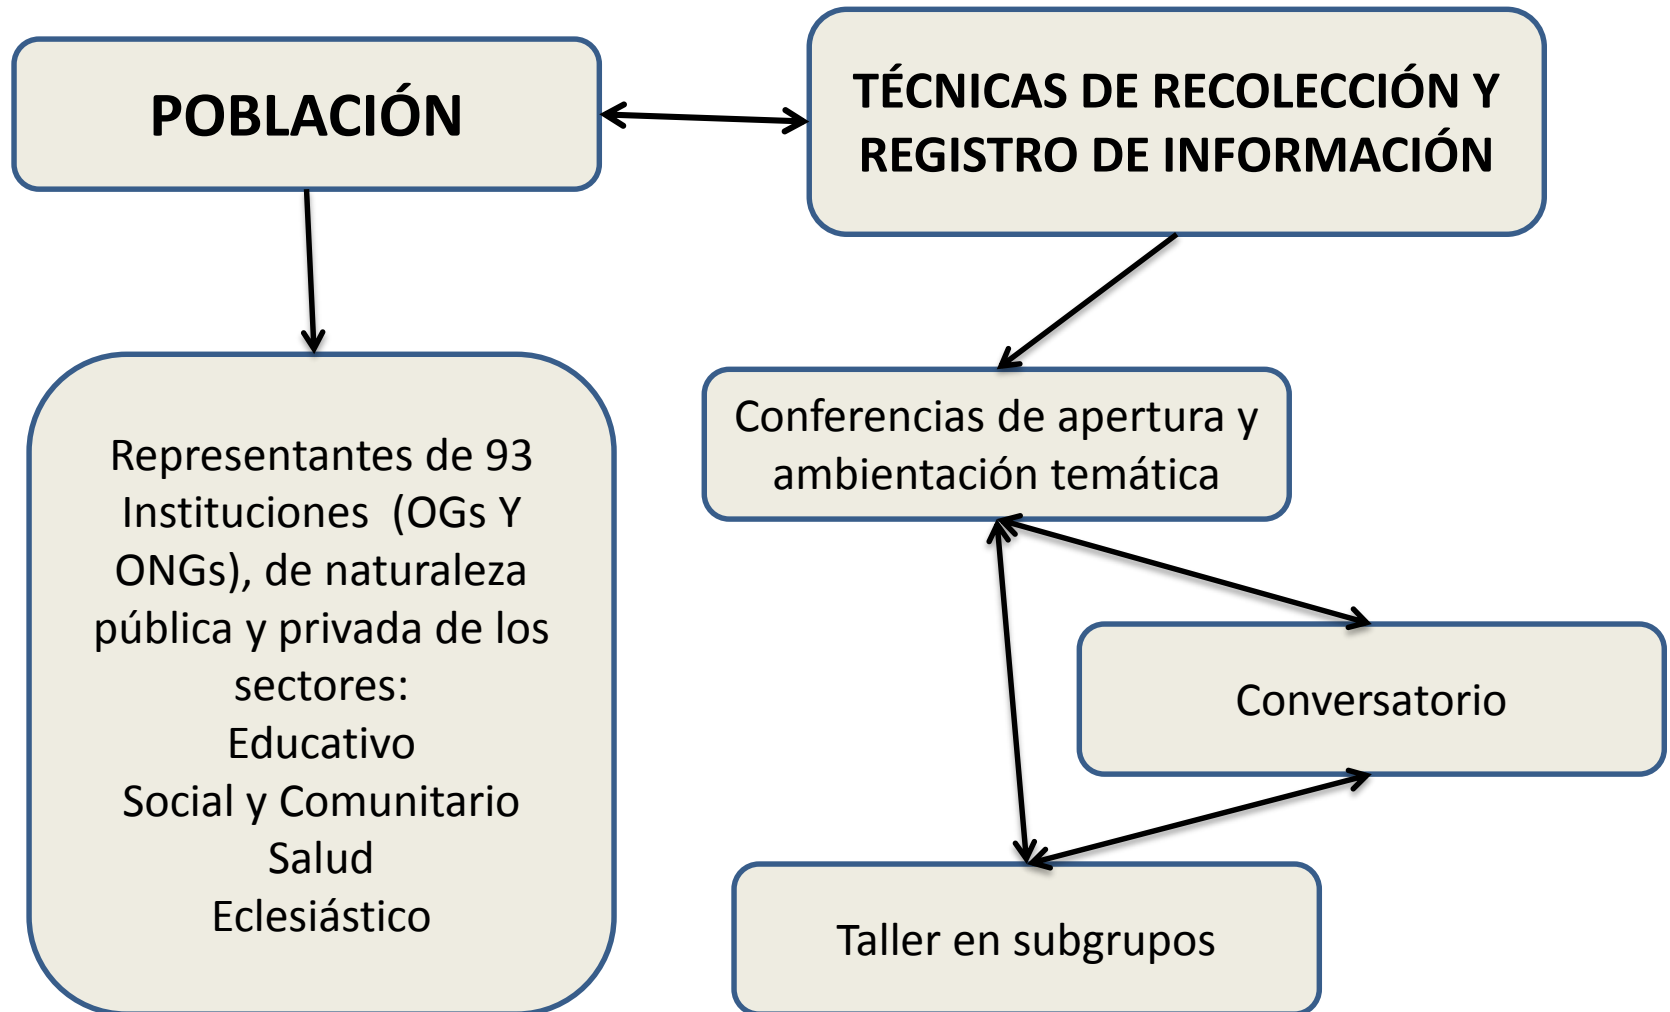 POBLACIÓN
TÉCNICAS DE RECOLECCIÓN Y
REGISTRO DE INFORMACIÓN
Representantes de 93
Instituciones (OGs Y
ONGs), de naturaleza
pública y privada de los
sectores:
Educativo
Social y Comunitario
Salud
Eclesiástico
Conferencias de apertura y
ambientación temática
Conversatorio
Taller en subgrupos